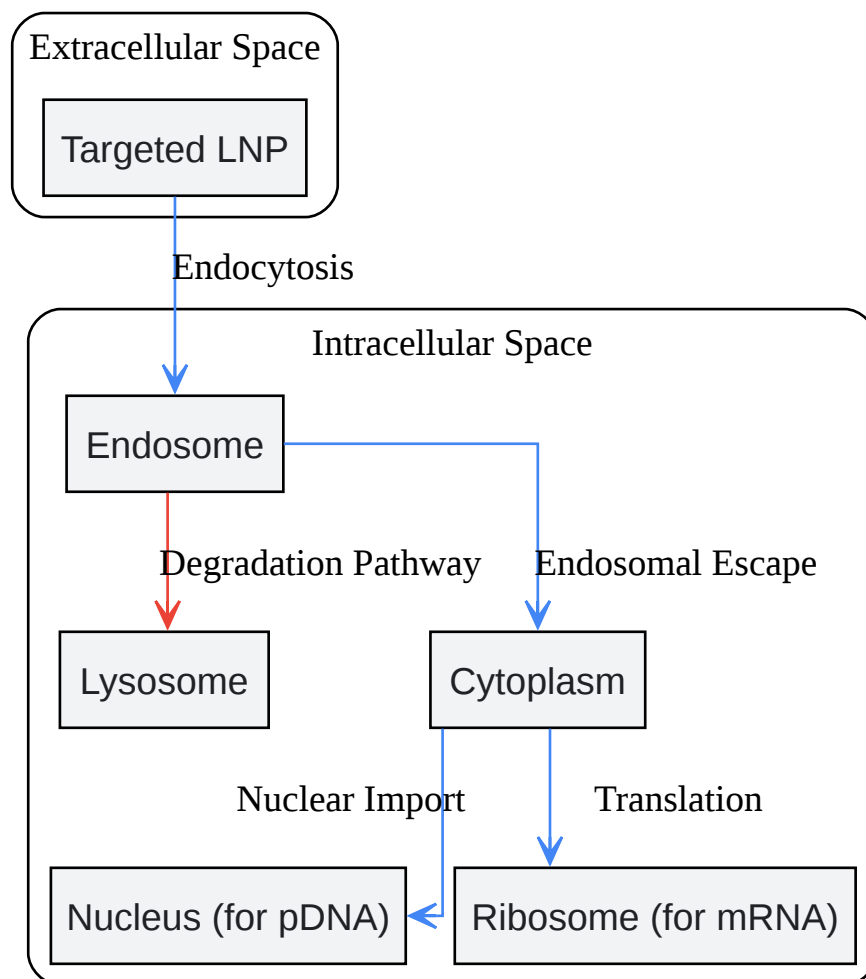 Extracellular Space
Targeted LNP
Endocytosis
Intracellular Space
Endosome
Degradation Pathway
Endosomal Escape
Lysosome
Cytoplasm
Nuclear Import
Translation
Nucleus (for pDNA)
Ribosome (for mRNA)